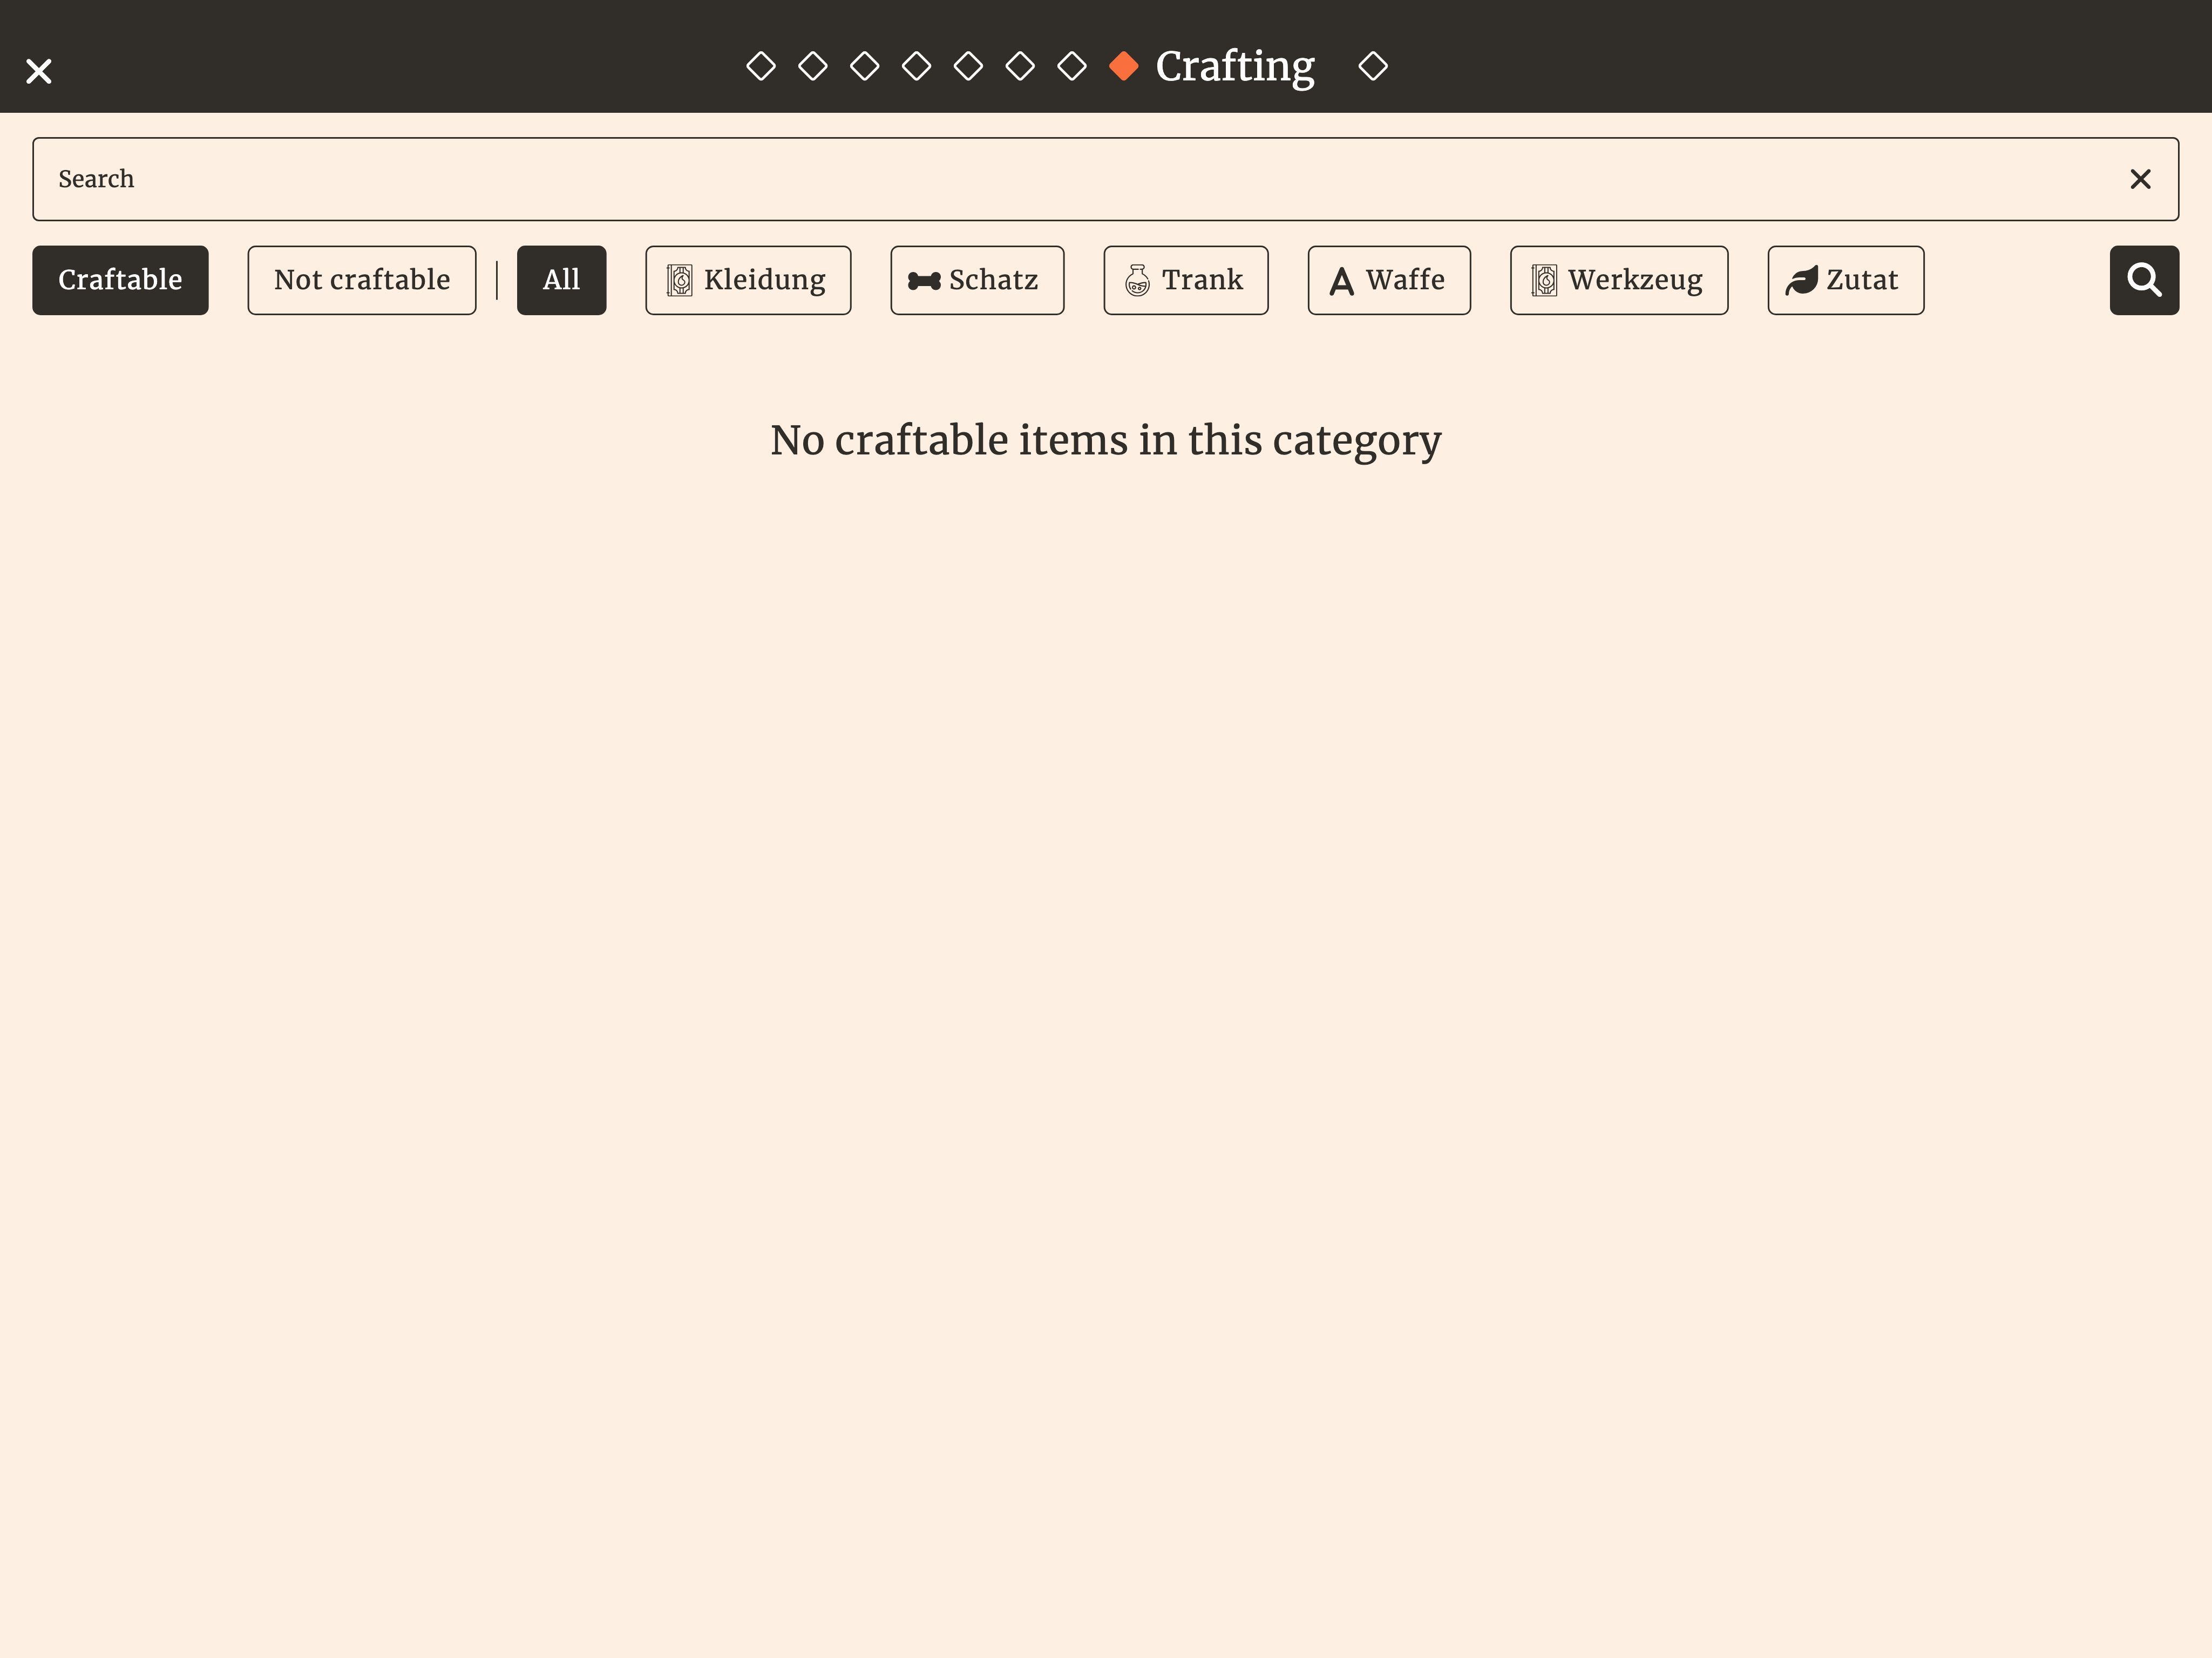 Crafting
Search
Craftable Not craftable All Kleidung Schatz Trank Waffe Werkzeug Zutat
No craftable items in this category